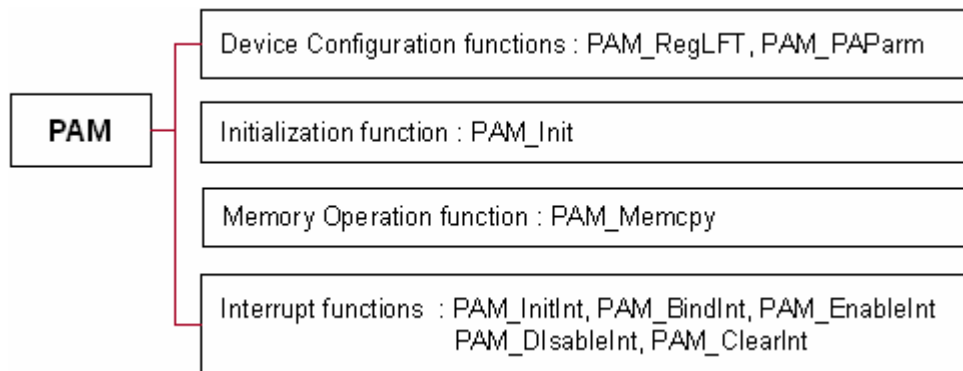 Device Configuration functions : PAM_RegLFT, PAM_PAParm
PAM
Initialization function : PAM_Init
Memory Operation function : PAM_Memcpy
Interrupt functions : PAM_InitInt, PAM_BindInt, PAM_EnableInt
PAM_DIsableInt, PAM_ClearInt